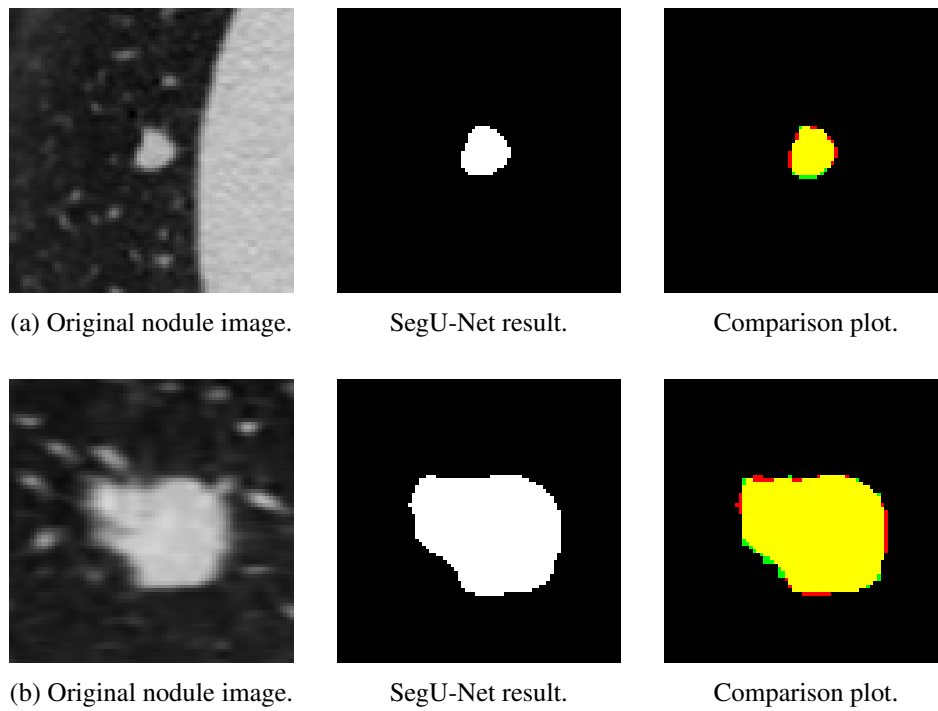 (a) Original nodule image.
SegU-Net result.
Comparison plot.
(b) Original nodule image.
SegU-Net result.
Comparison plot.